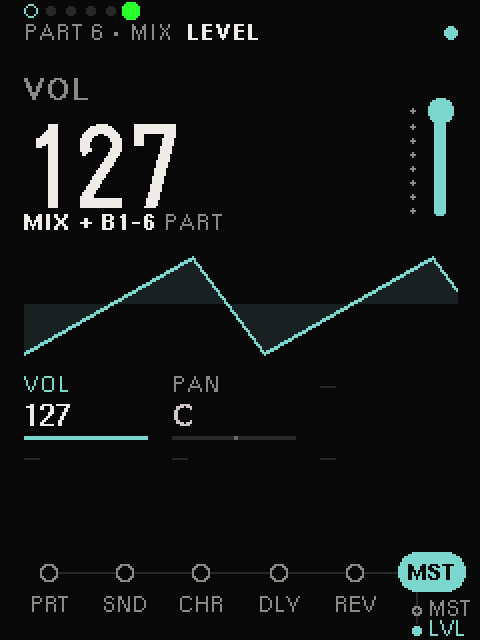 PART 6 · MIX LEVEL
VOL
127
MIX + B1-6 PART
VOL PAN —
127 C
— — —
MST
PRT SND CHR DLY REV MST
LVL